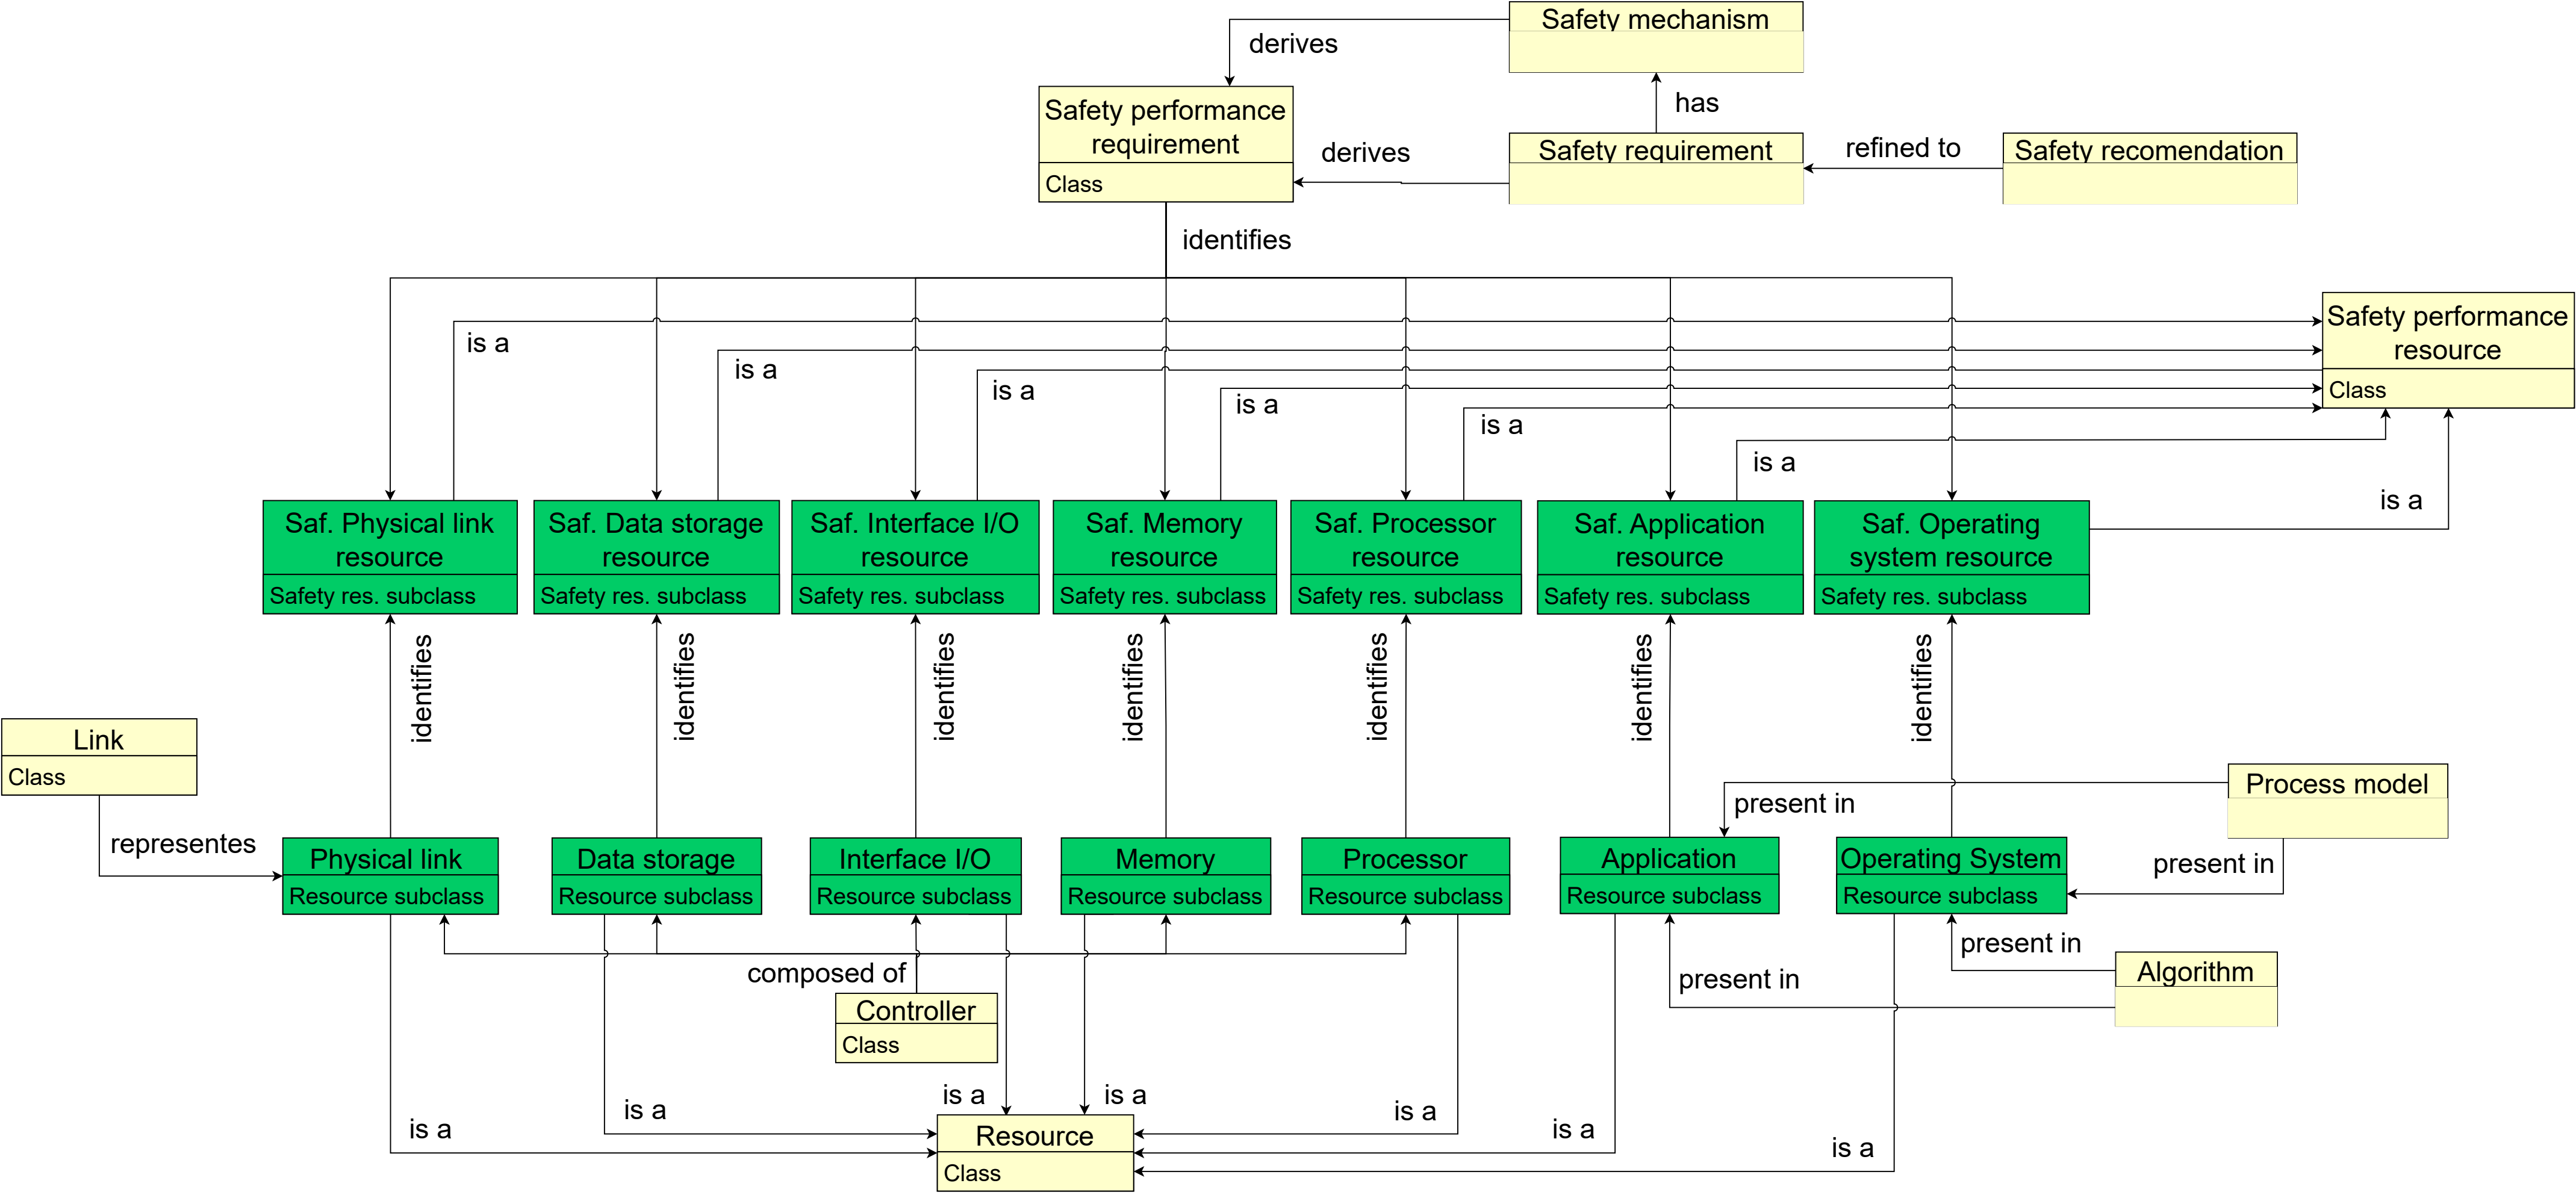 Safety mechanism
derives
Safety performance
requirement
Class
has
derives
Safety requirement
refined to
Safety recomendation
identifies
Safety performance
resource
Class
is a
is a
is a
is a
is a
is a
is a
Saf. Physical link
resource
Safety res. subclass
Saf. Data storage
resource
Safety res. subclass
Saf. Interface I/O
resource
Safety res. subclass
Saf. Memory
resource
Safety res. subclass
Saf. Processor
resource
Safety res. subclass
Saf. Application
resource
Safety res. subclass
Saf. Operating
system resource
Safety res. subclass
identifies
identifies
identifies
identifies
identifies
identifies
identifies
Link
Class
representes
Process model
present in
present in
Physical link
Resource subclass
Data storage
Resource subclass
Interface I/O
Resource subclass
Memory
Resource subclass
Processor
Resource subclass
Application
Resource subclass
Operating System
Resource subclass
composed of
present in
present in
Algorithm
Controller
Class
is a
is a
is a
is a
is a
is a
is a
Resource
Class